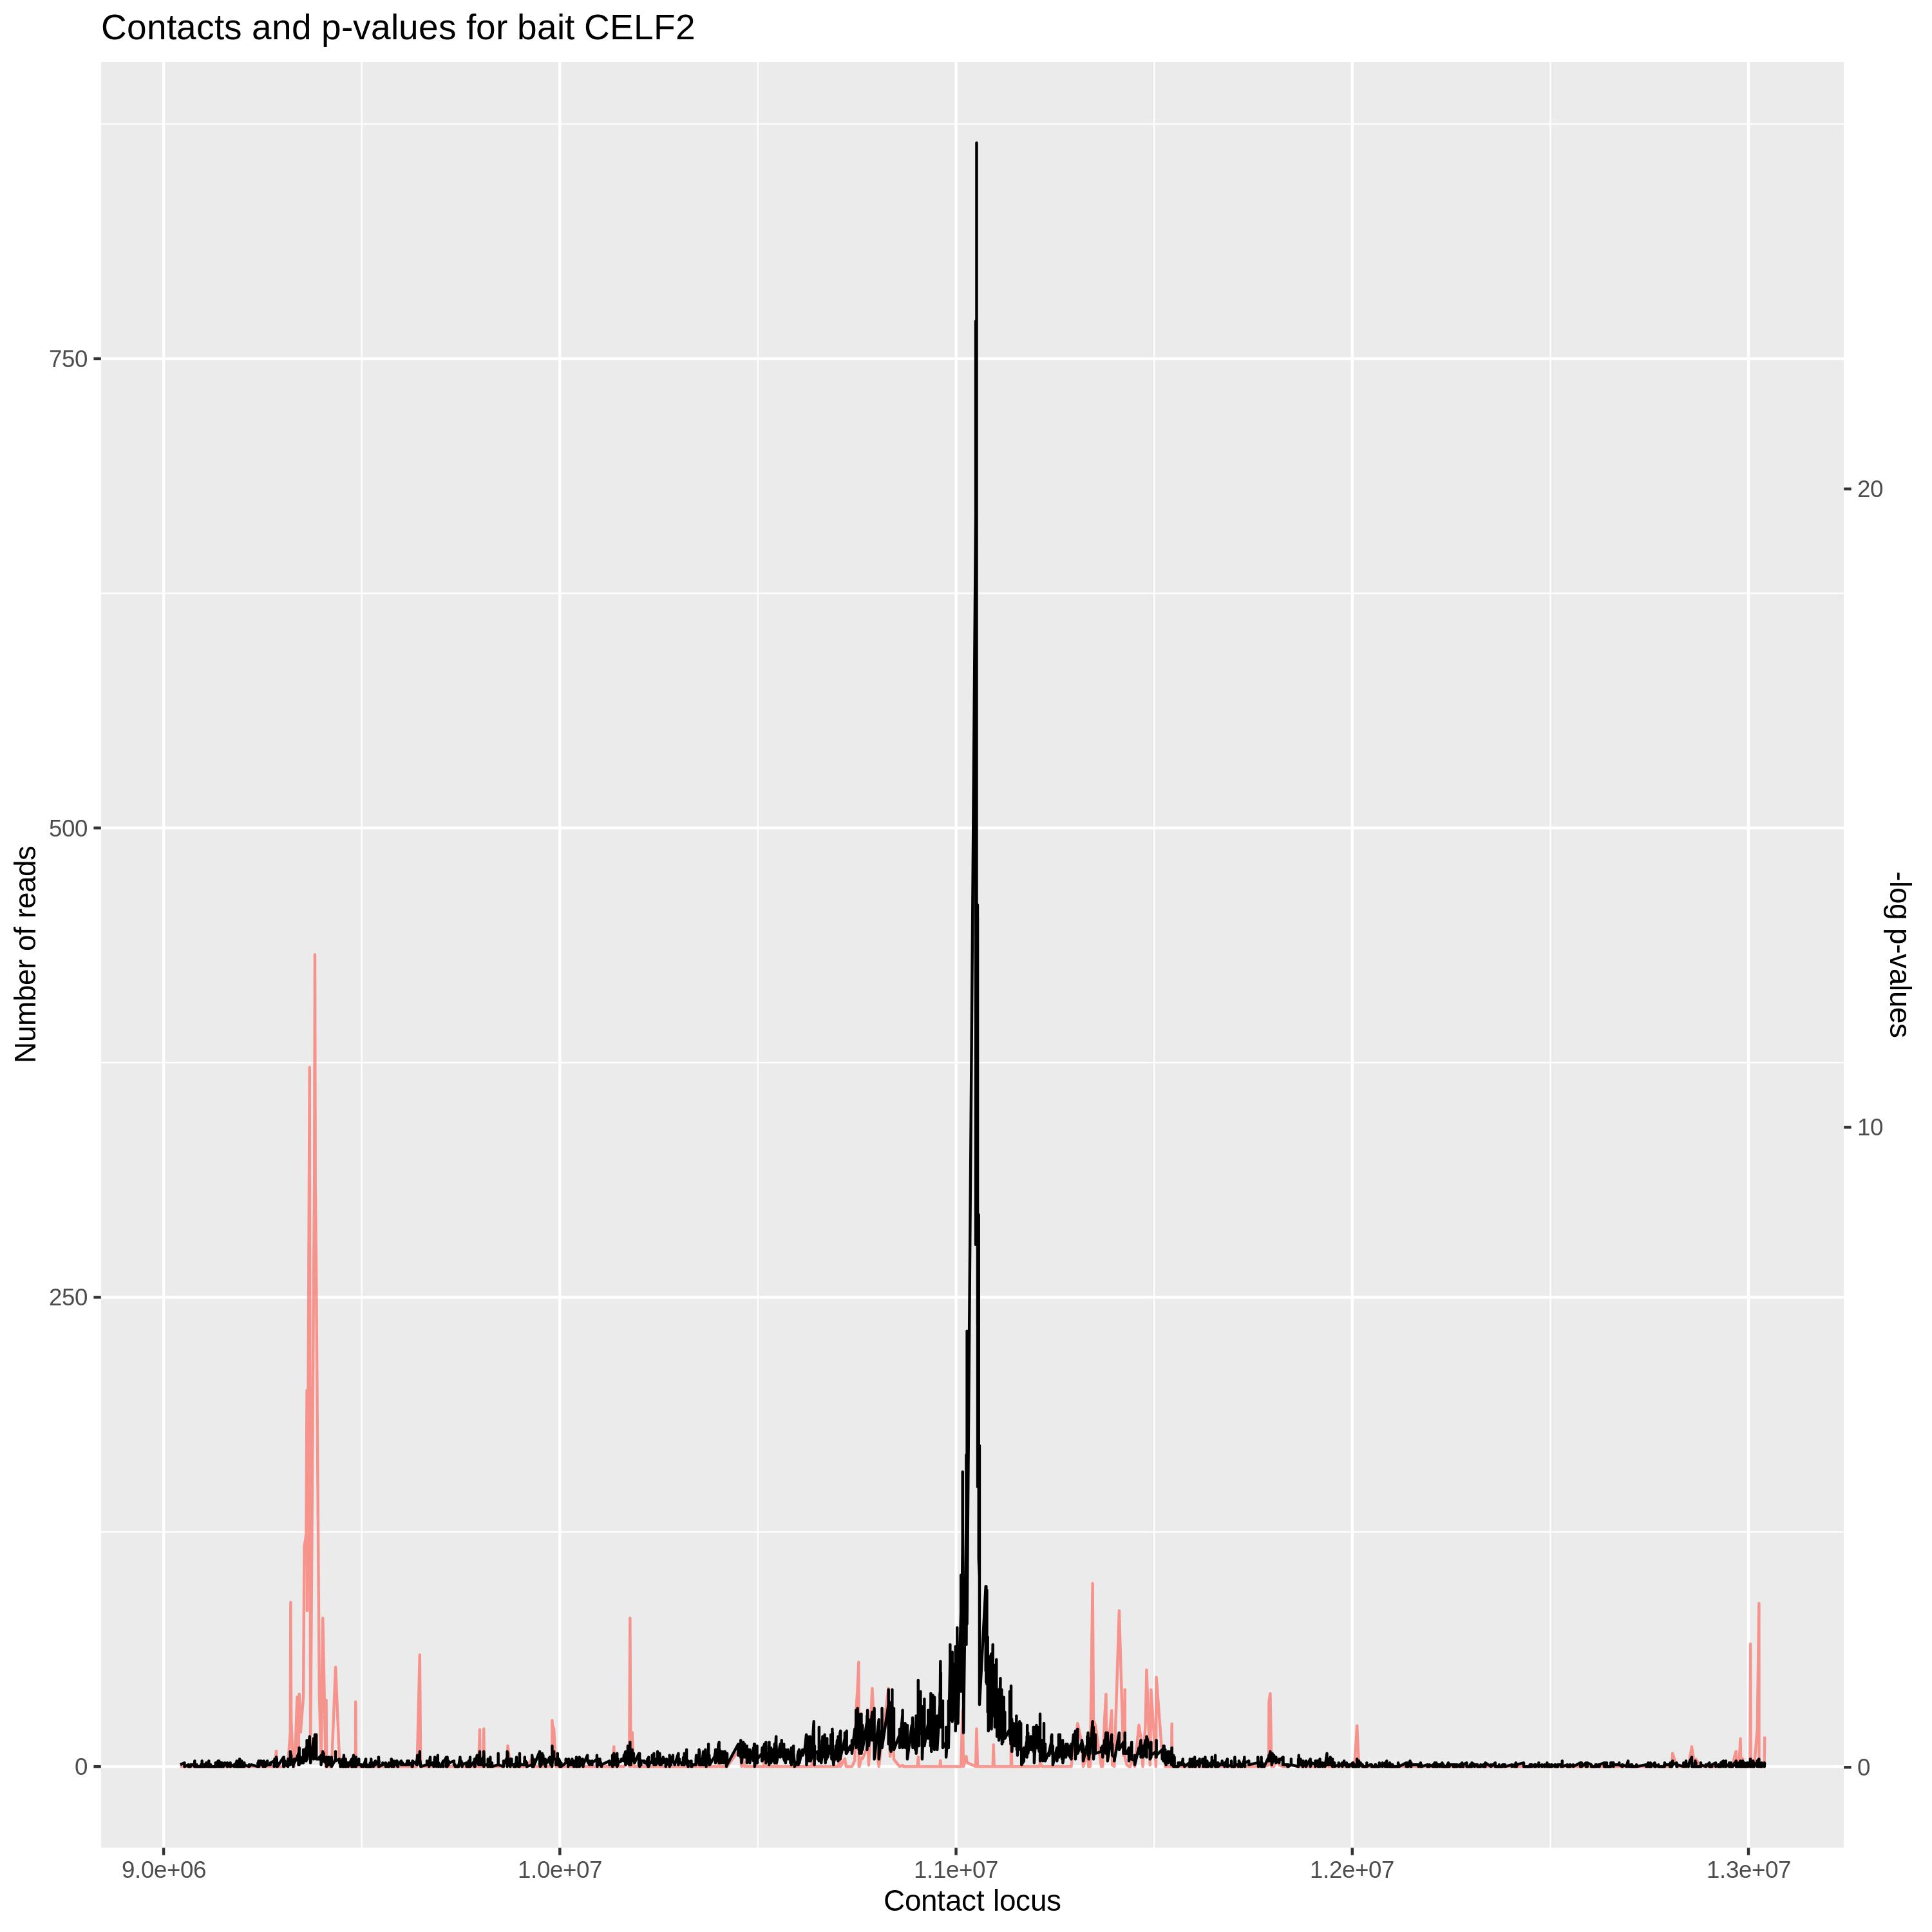 Contacts and p-values for bait CELF2
Number of reads
750
500
250
0
20
10
0
-log p-values
9.0e+06
1.0e+07
1.1e+07
1.2e+07
1.3e+07
Contact locus